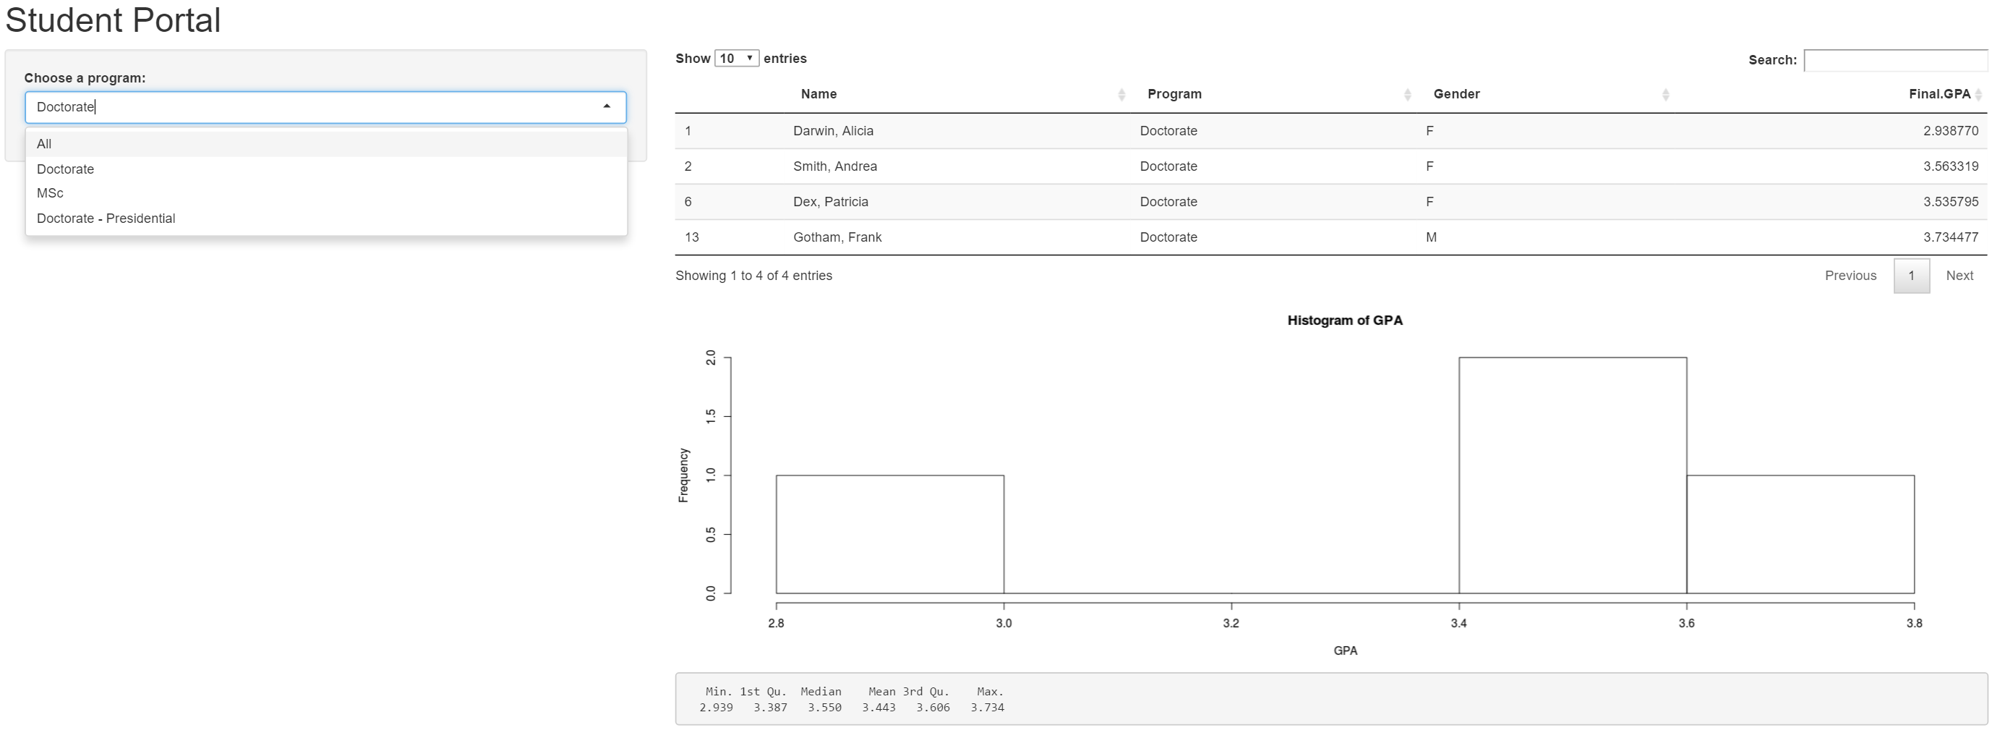 Student Portal
Choose a program:
Doctorate
All
Doctorate
MSc
Doctorate - Presidential
Show 10 entries
Search:
Name Program Gender Final.GPA
1 Darwin, Alicia Doctorate F 2.938770
2 Smith, Andrea Doctorate F 3.563319
6 Dex, Patricia Doctorate F 3.535795
13 Gotham, Frank Doctorate M 3.734477
Showing 1 to 4 of 4 entries
Previous 1 Next
Histogram of GPA
Frequency
2.0
1.5
1.0
0.5
0.0
2.8 3.0 3.2 3.4 3.6 3.8
GPA
Min. 1st Qu. Median Mean 3rd Qu. Max.
2.939 3.387 3.550 3.443 3.606 3.734